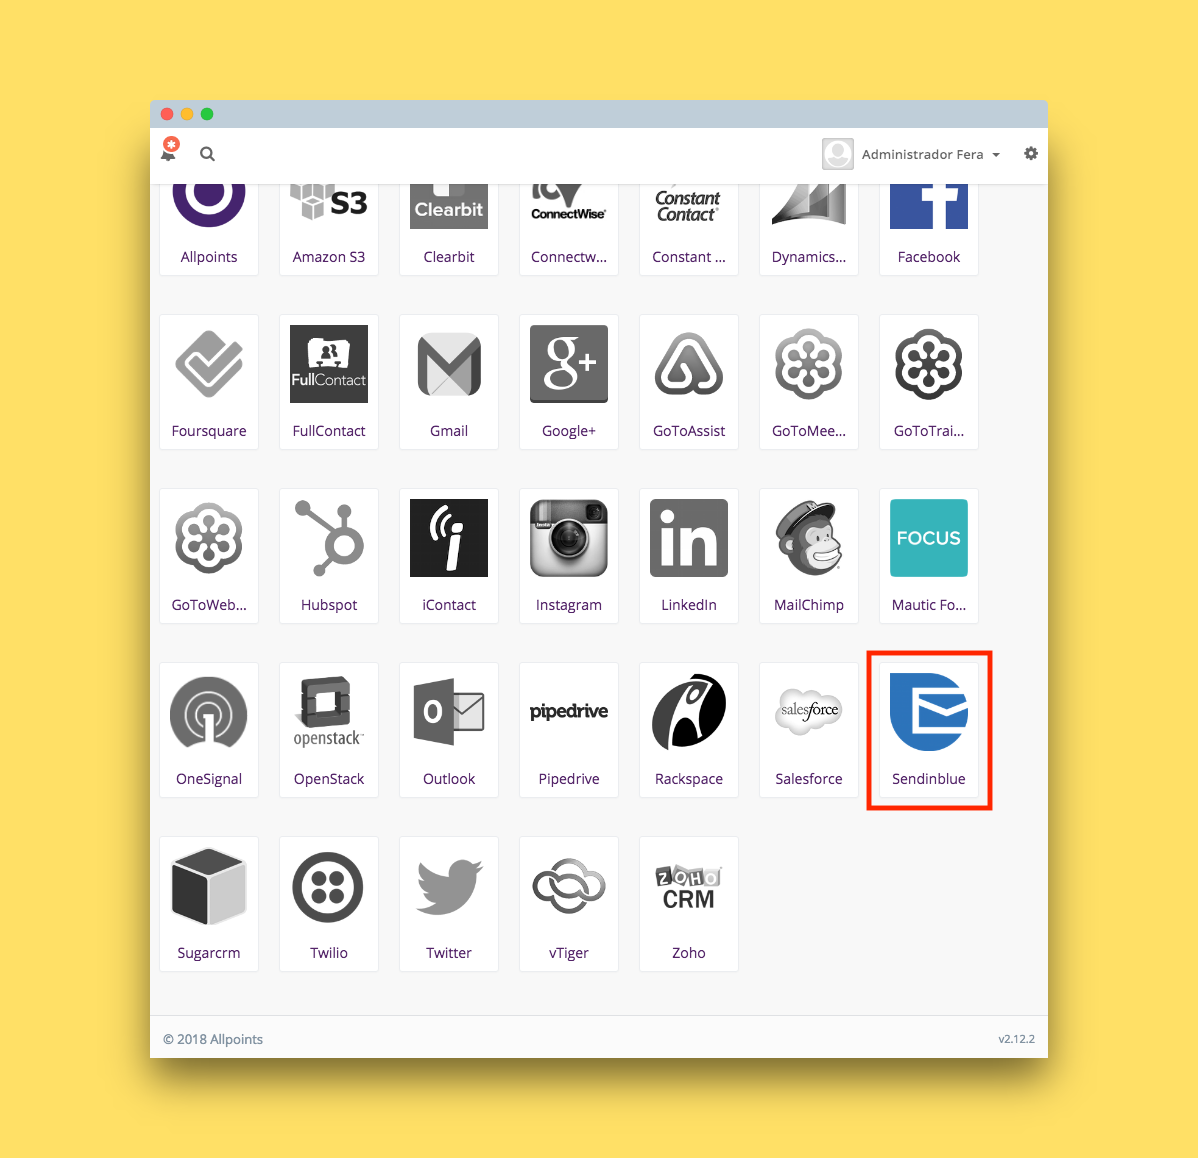 Administrador Fera
S3
Clearbit
ConnectWise
Constant
Contact
Allpoints
Amazon S3
Clearbit
Connectw...
Constant ...
Dynamics...
Facebook
FullContact
g+
Foursquare
FullContact
Gmail
Google+
GoToAssist
GoToMee...
GoToTrai...
in
FOCUS
GoToWeb...
Hubspot
iContact
Instagram
LinkedIn
MailChimp
Mautic Fo...
openstack
pipedrive
salesforce
OneSignal
OpenStack
Outlook
Pipedrive
Rackspace
Salesforce
Sendinblue
ZOHO
CRM
Sugarcrm
Twilio
Twitter
vTiger
Zoho
© 2018 Allpoints
v2.12.2